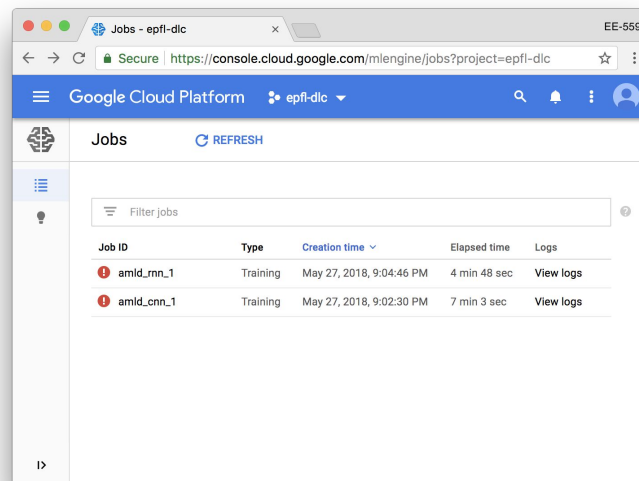 Jobs - epfl-dlc
EE-559
Secure https://console.cloud.google.com/mlengine/jobs?project=epfl-dlc
Google Cloud Platform epfl-dlc
Jobs REFRESH
Filter jobs
Job ID Type Creation time Elapsed time Logs
amld_rnn_1 Training May 27, 2018, 9:04:46 PM 4 min 48 sec View logs
amld_cnn_1 Training May 27, 2018, 9:02:30 PM 7 min 3 sec View logs